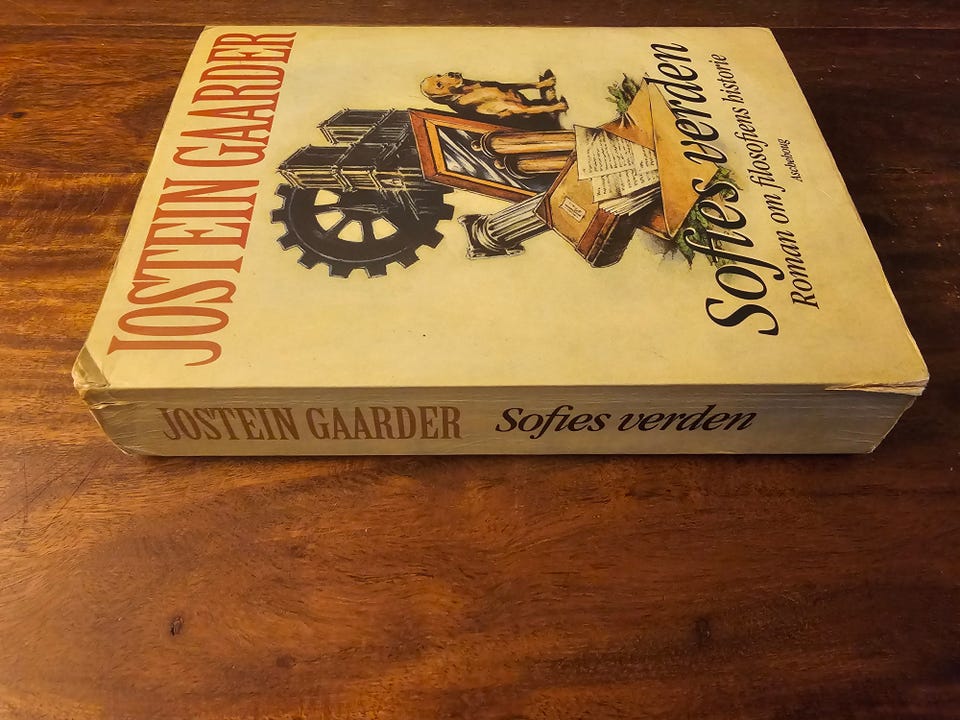 JOSTEIN GAARDER
Sofies verden
Roman om filosofiens historie
Aschehoug
JOSTEIN GAARDER Sofies verden